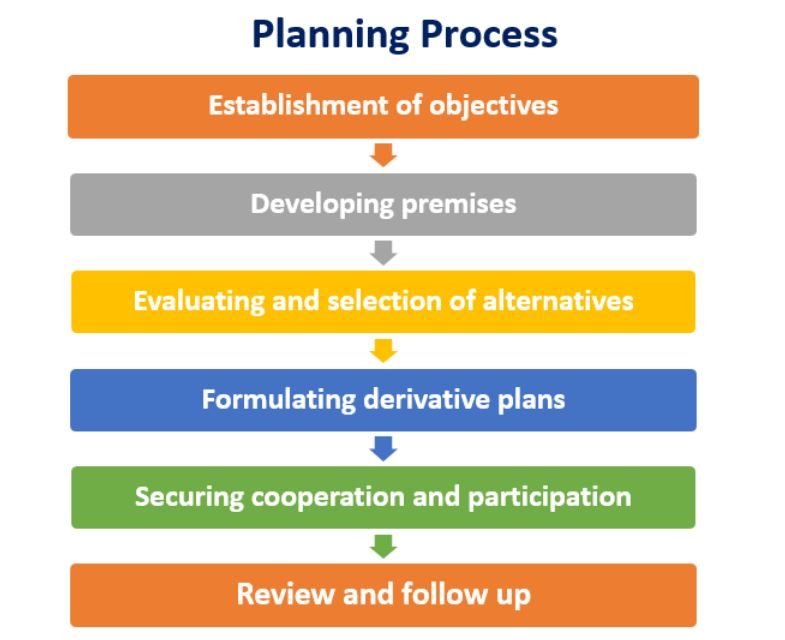 Planning Process
Establishment of objectives
Developing premises
Evaluating and selection of alternatives
Formulating derivative plans
Securing cooperation and participation
Review and follow up